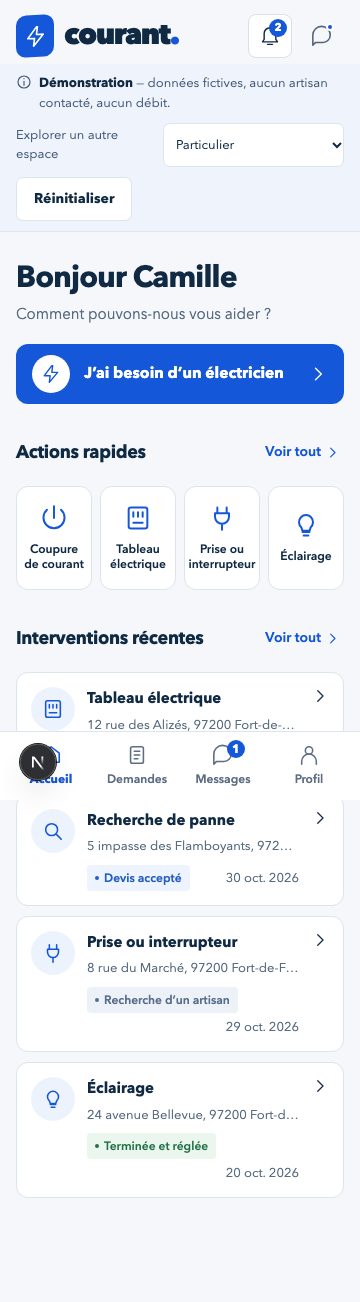 courant.
2
Démonstration — données fictives, aucun artisan
contacté, aucun débit.
Explorer un autre
espace
Particulier
Réinitialiser
Bonjour Camille
Comment pouvons-nous vous aider ?
J’ai besoin d’un électricien
Actions rapides
Voir tout
Coupure
de courant
Tableau
électrique
Prise ou
interrupteur
Éclairage
Interventions récentes
Voir tout
Tableau électrique
12 rue des Alizés, 97200 Fort-de-…
N
1
Accueil
Demandes
Messages
Profil
Recherche de panne
5 impasse des Flamboyants, 972…
• Devis accepté
30 oct. 2026
Prise ou interrupteur
8 rue du Marché, 97200 Fort-de-F…
• Recherche d’un artisan
29 oct. 2026
Éclairage
24 avenue Bellevue, 97200 Fort-d…
• Terminée et réglée
20 oct. 2026